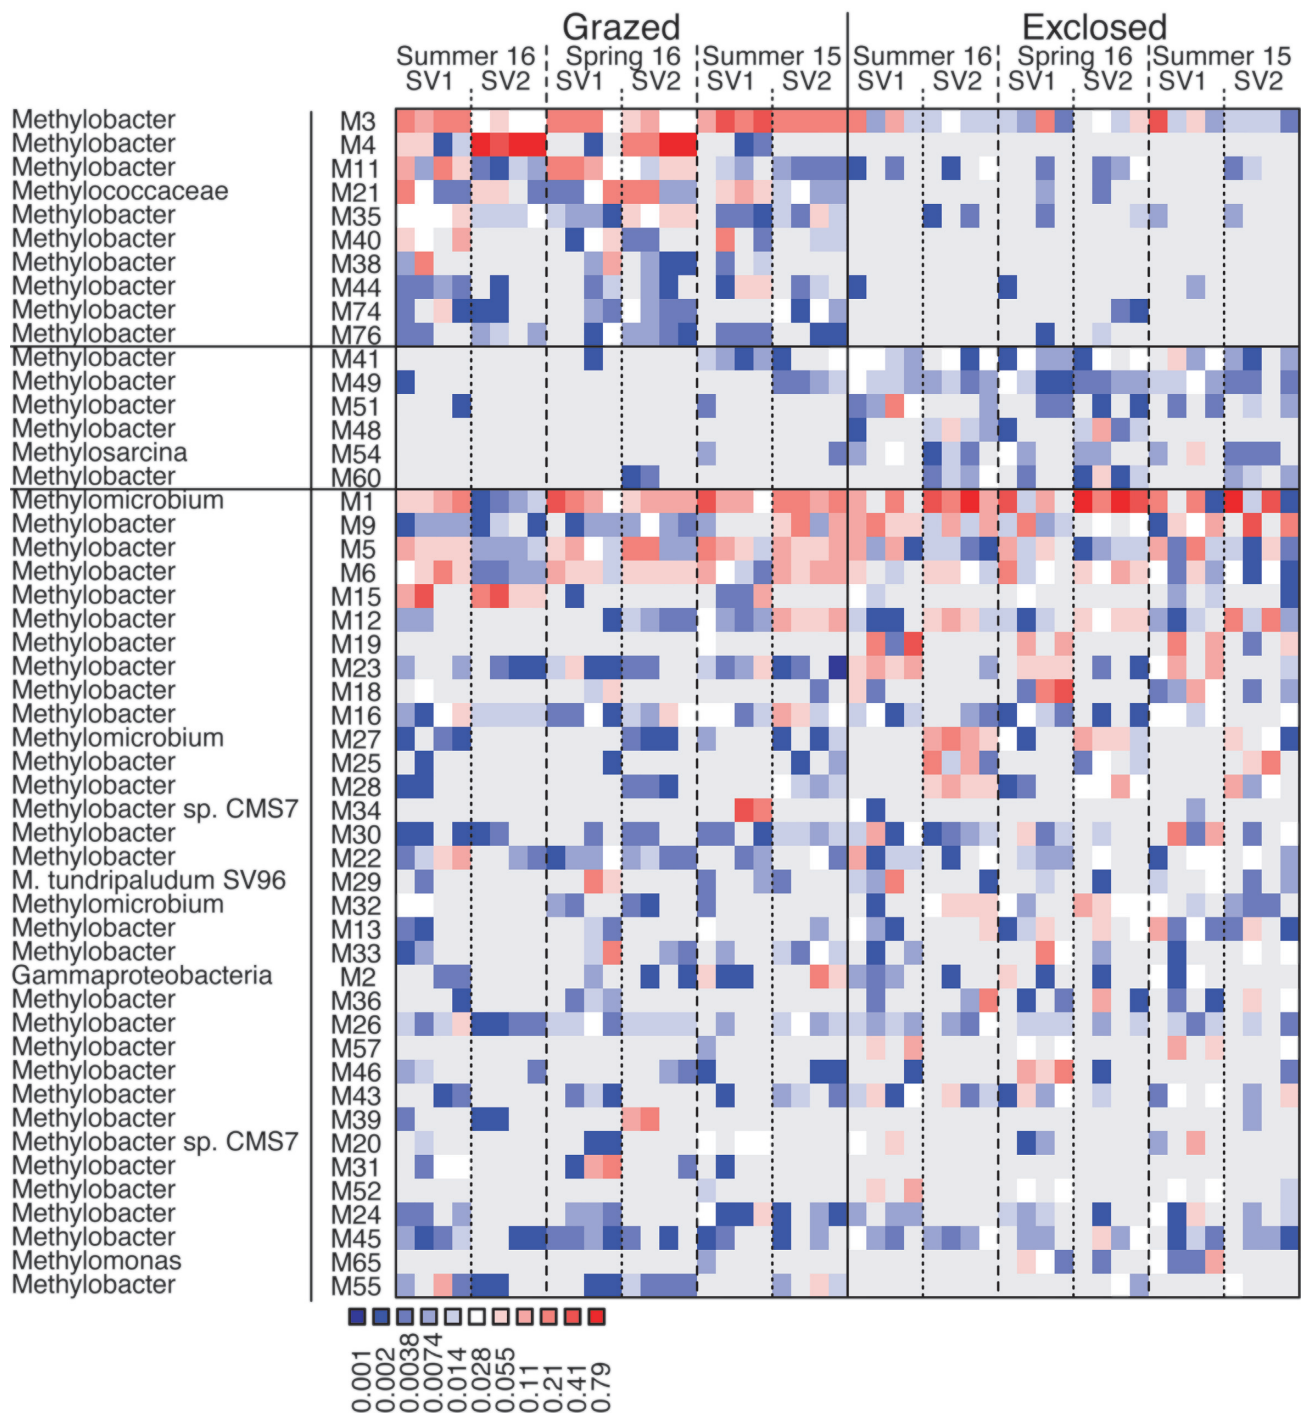 Grazed Exclosed
Summer 16 Spring 16 Summer 15 Summer 16 Spring 16 Summer 15
SV1 SV2 SV1 SV2 SV1 SV2 SV1 SV2 SV1 SV2 SV1 SV2
Methylobacter M3
Methylobacter M4
Methylobacter M11
Methylococcaceae M21
Methylobacter M35
Methylobacter M40
Methylobacter M38
Methylobacter M44
Methylobacter M74
Methylobacter M76
Methylobacter M41
Methylobacter M49
Methylobacter M51
Methylobacter M48
Methylosarcina M54
Methylobacter M60
Methylomicrobium M1
Methylobacter M9
Methylobacter M5
Methylobacter M6
Methylobacter M15
Methylobacter M12
Methylobacter M19
Methylobacter M23
Methylobacter M18
Methylobacter M16
Methylomicrobium M27
Methylobacter M25
Methylobacter M28
Methylobacter sp. CMS7 M34
Methylobacter M30
Methylobacter M22
M. tundripaludum SV96 M29
Methylomicrobium M32
Methylobacter M13
Methylobacter M33
Gammaproteobacteria M2
Methylobacter M36
Methylobacter M26
Methylobacter M57
Methylobacter M46
Methylobacter M43
Methylobacter M39
Methylobacter sp. CMS7 M20
Methylobacter M31
Methylobacter M52
Methylobacter M24
Methylobacter M45
Methylomonas M65
Methylobacter M55
0.001
0.002
0.0038
0.0074
0.014
0.028
0.055
0.11
0.21
0.41
0.79